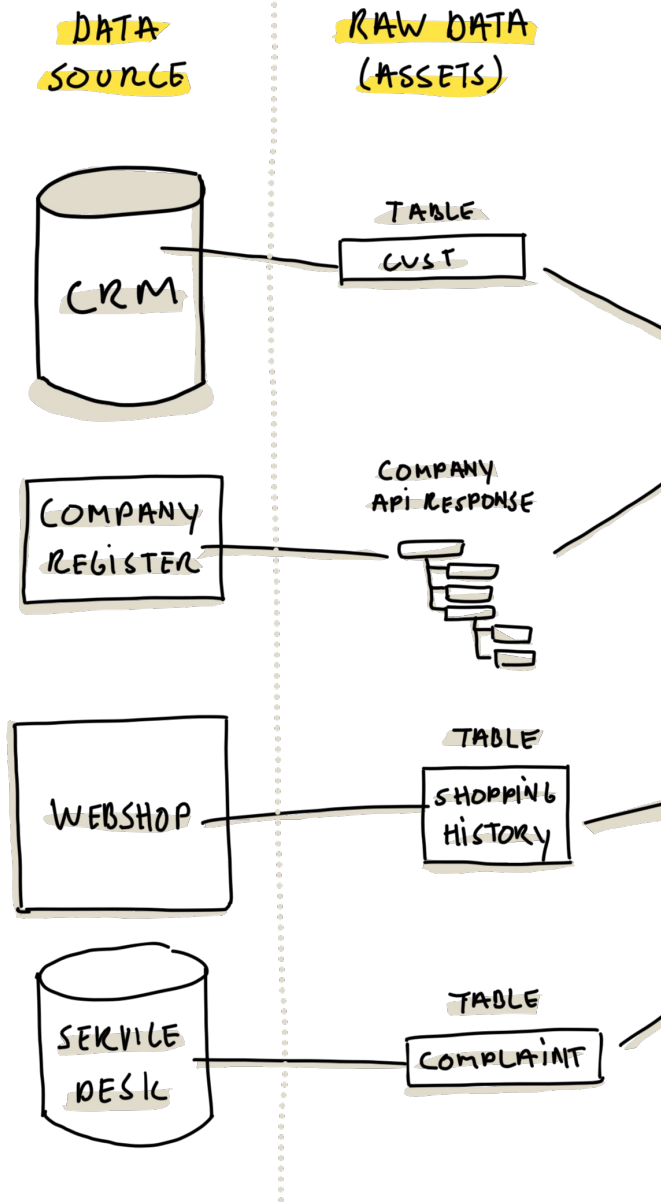 DATA
SOURCE
RAW DATA
(ASSETS)
CRM
TABLE
CUST
COMPANY
REGISTER
COMPANY
API RESPONSE
WEBSHOP
TABLE
SHOPPING
HISTORY
SERVICE
DESK
TABLE
COMPLAINT